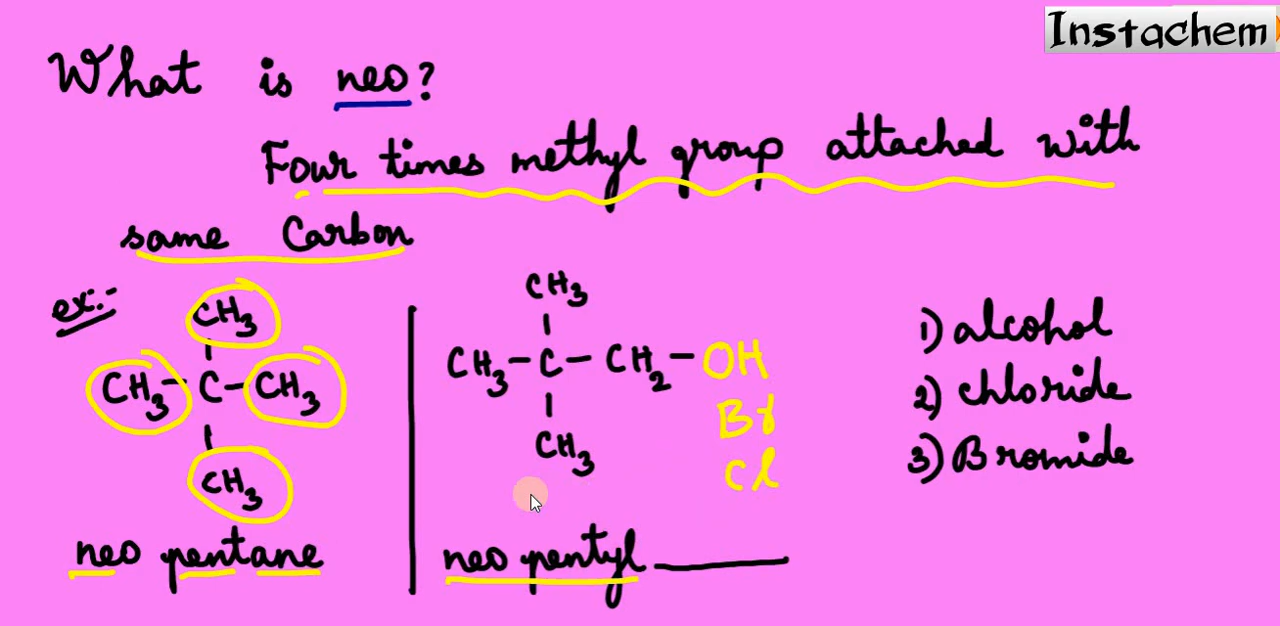 Instachem
What is neo?
Four times methyl group attached with
same Carbon
ex:-
CH3
CH3-C-CH3
CH3
neo pentane
CH3
CH3-C-CH2-OH
Br
Cl
CH3
neo pentyl
1) alcohol
2) chloride
3) Bromide